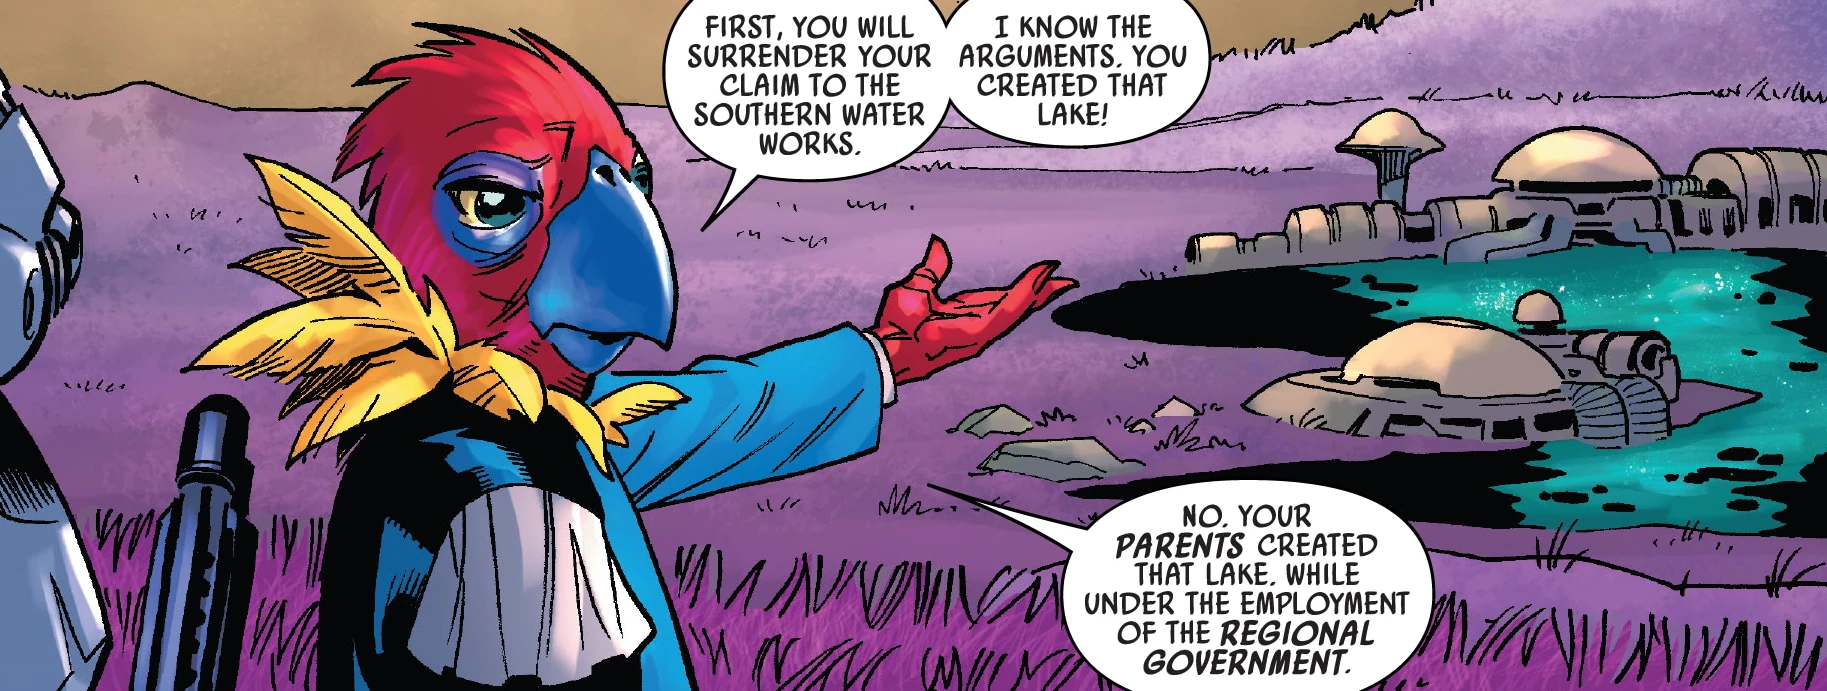 FIRST, YOU WILL
SURRENDER YOUR
CLAIM TO THE
SOUTHERN WATER
WORKS.
I KNOW THE
ARGUMENTS. YOU
CREATED THAT
LAKE!
NO. YOUR
PARENTS CREATED
THAT LAKE. WHILE
UNDER THE EMPLOYMENT
OF THE REGIONAL
GOVERNMENT.